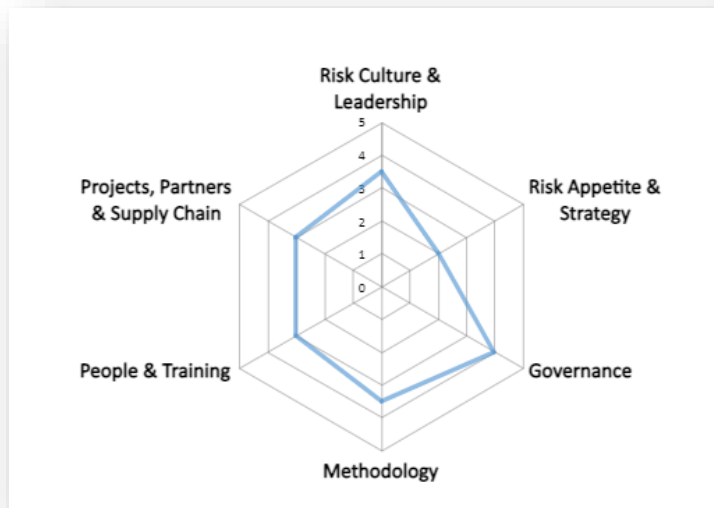 Risk Culture &
Leadership
5
4
3
2
1
0
Projects, Partners
& Supply Chain
Risk Appetite &
Strategy
People & Training
Governance
Methodology